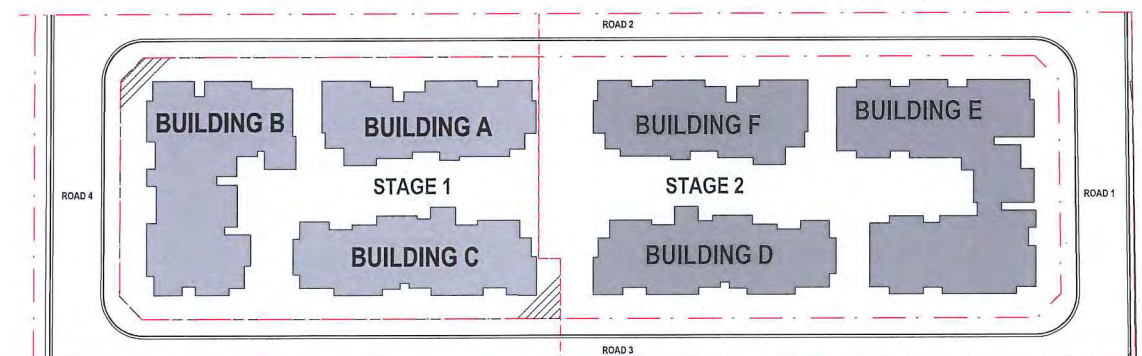 ROAD 2
BUILDING B
BUILDING A
BUILDING F
BUILDING E
STAGE 1
STAGE 2
ROAD 4
ROAD 1
BUILDING C
BUILDING D
ROAD 3